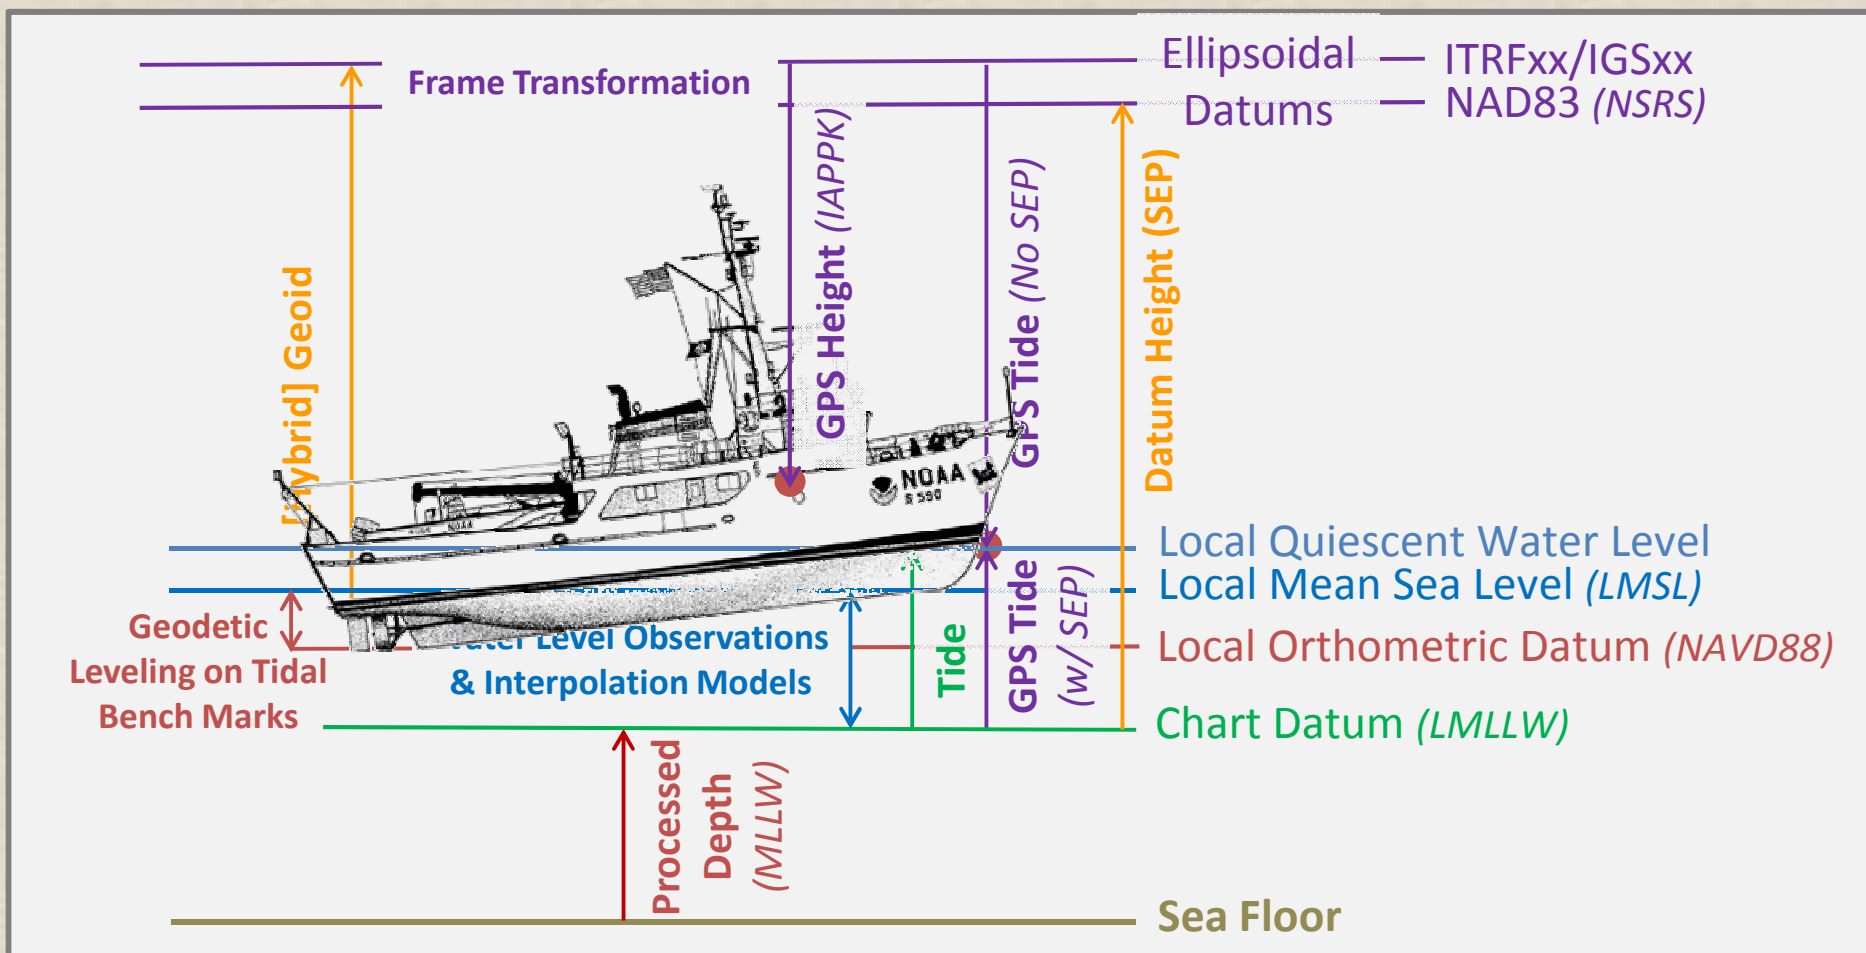 Ellipsoidal
Datums
ITRFxx/IGSxx
NAD83 (NSRS)
Frame Transformation
GPS Height (IAPPK)
GPS Tide (No SEP)
Datum Height (SEP)
Geoid
NOAA
S 590
NOAA
Local Quiescent Water Level
Local Mean Sea Level (LMSL)
Local Orthometric Datum (NAVD88)
Chart Datum (LMLLW)
Geodetic
Leveling on Tidal
Bench Marks
Level Observations
& Interpolation Models
Tide
GPS Tide
(w/ SEP)
Processed
Depth
(MLLW)
Sea Floor